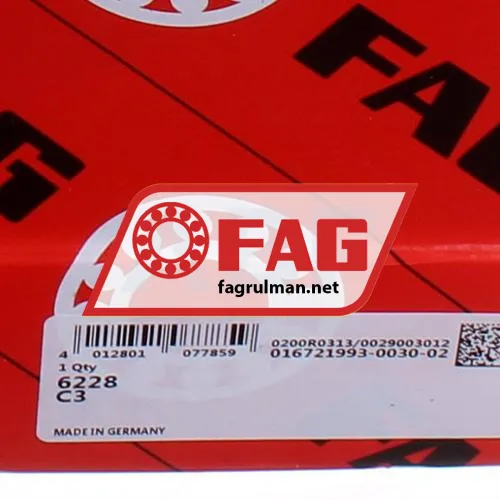 FAG
FAG
FAG
fagrulman.net
4 012801 077859
0200R0313/0029003012
016721993-0030-02
1 Qty
6228
C3
MADE IN GERMANY